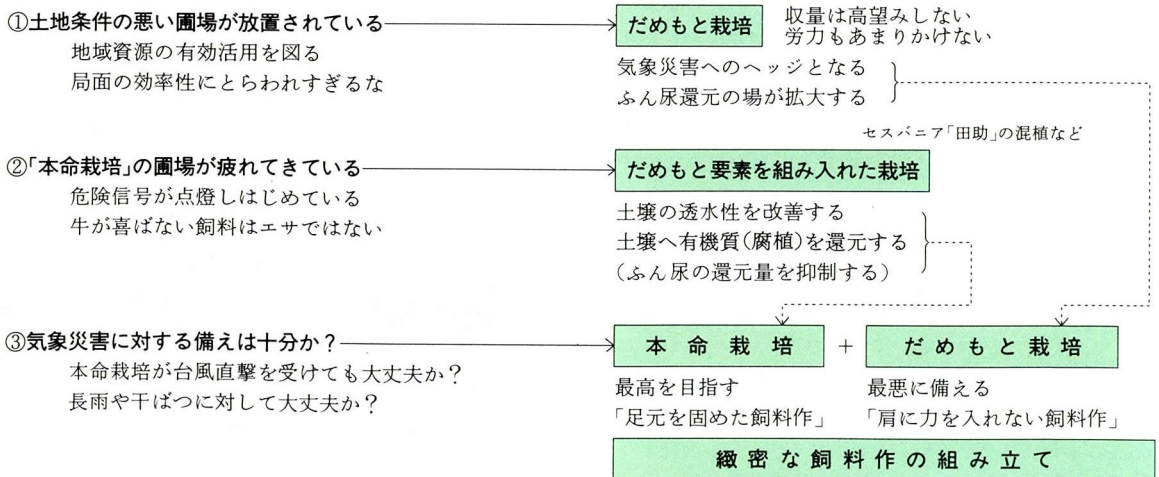 ①土地条件の悪い圃場が放置されている
地域資源の有効活用を図る
局面の効率性にとらわれすぎるな
だめもと栽培
収量は高望みしない
労力もあまりかけない
気象災害へのヘッジとなる
ふん尿還元の場が拡大する
セスバニア「田助」の混植など
②「本命栽培」の圃場が疲れてきている
危険信号が点燈しはじめている
牛が喜ばない飼料はエサではない
だめもと要素を組み入れた栽培
土壌の透水性を改善する
土壌へ有機質(腐植)を還元する
(ふん尿の還元量を抑制する)
③気象災害に対する備えは十分か?
本命栽培が台風直撃を受けても大丈夫か?
長雨や干ばつに対して大丈夫か?
本命栽培 + だめもと栽培
最高を目指す
「足元を固めた飼料作」
最悪に備える
「肩に力を入れない飼料作」
緻密な飼料作の組み立て